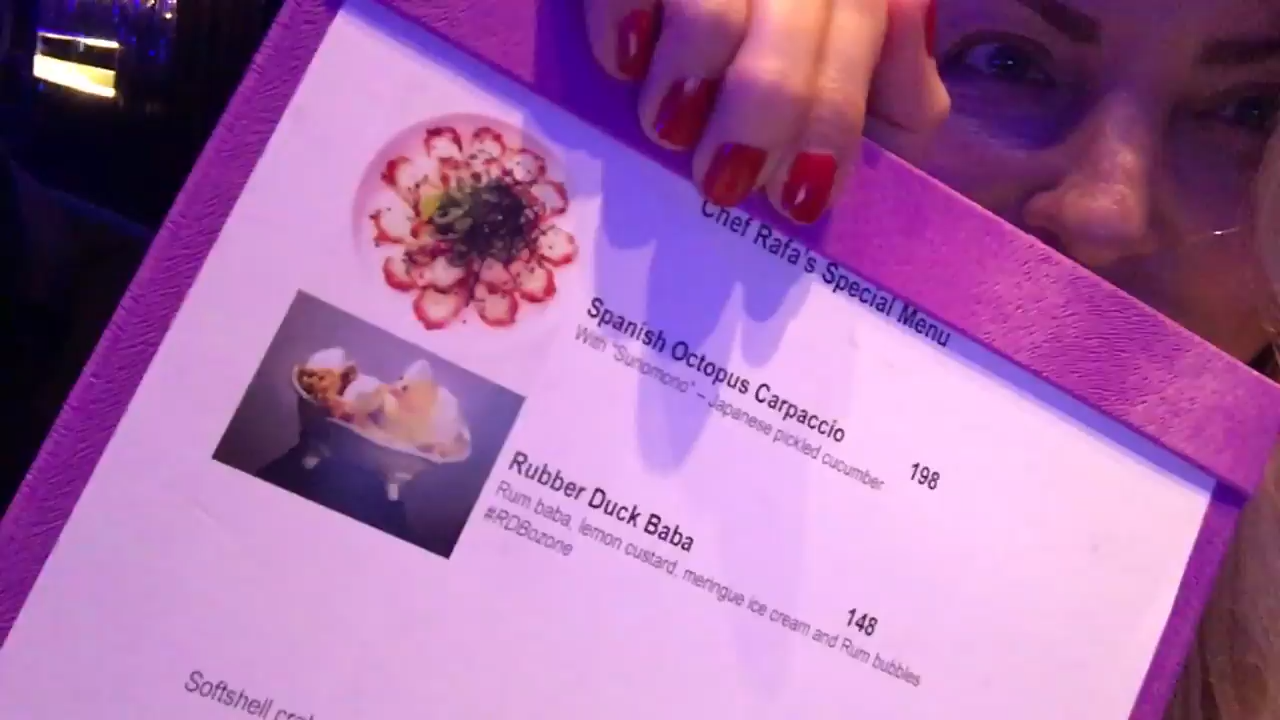 Chef Rafa's Special Menu
Spanish Octopus Carpaccio
With "Sunomono" – Japanese pickled cucumber
198
Rubber Duck Baba
Rum baba, lemon custard, meringue ice cream and Rum bubbles
#RDBozone
148
Softshell